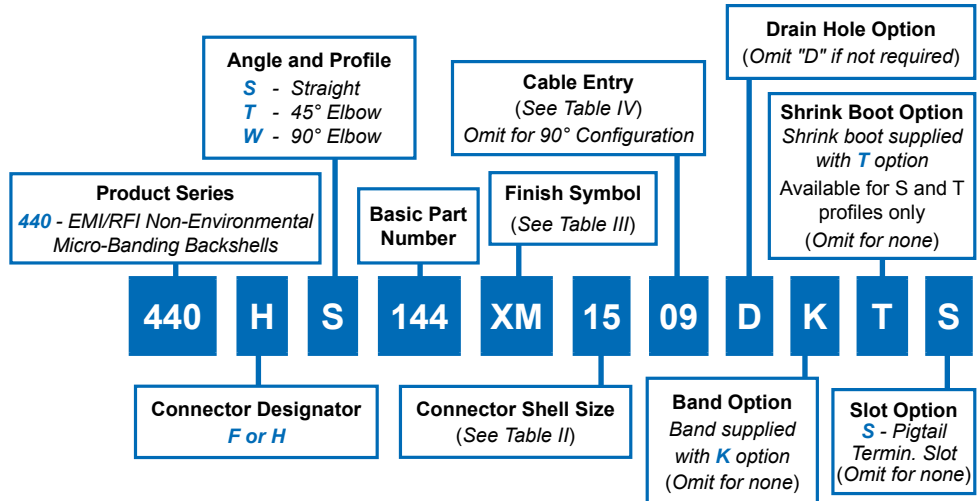 Drain Hole Option
(Omit "D" if not required)
Angle and Profile
S - Straight
T - 45° Elbow
W - 90° Elbow
Cable Entry
(See Table IV)
Omit for 90° Configuration
Shrink Boot Option
Shrink boot supplied
with T option
Available for S and T
profiles only
(Omit for none)
Product Series
440 - EMI/RFI Non-Environmental
Micro-Banding Backshells
Basic Part
Number
Finish Symbol
(See Table III)
440 H S 144 XM 15 09 D K T S
Connector Designator
F or H
Connector Shell Size
(See Table II)
Band Option
Band supplied
with K option
(Omit for none)
Slot Option
S - Pigtail
Termin. Slot
(Omit for none)